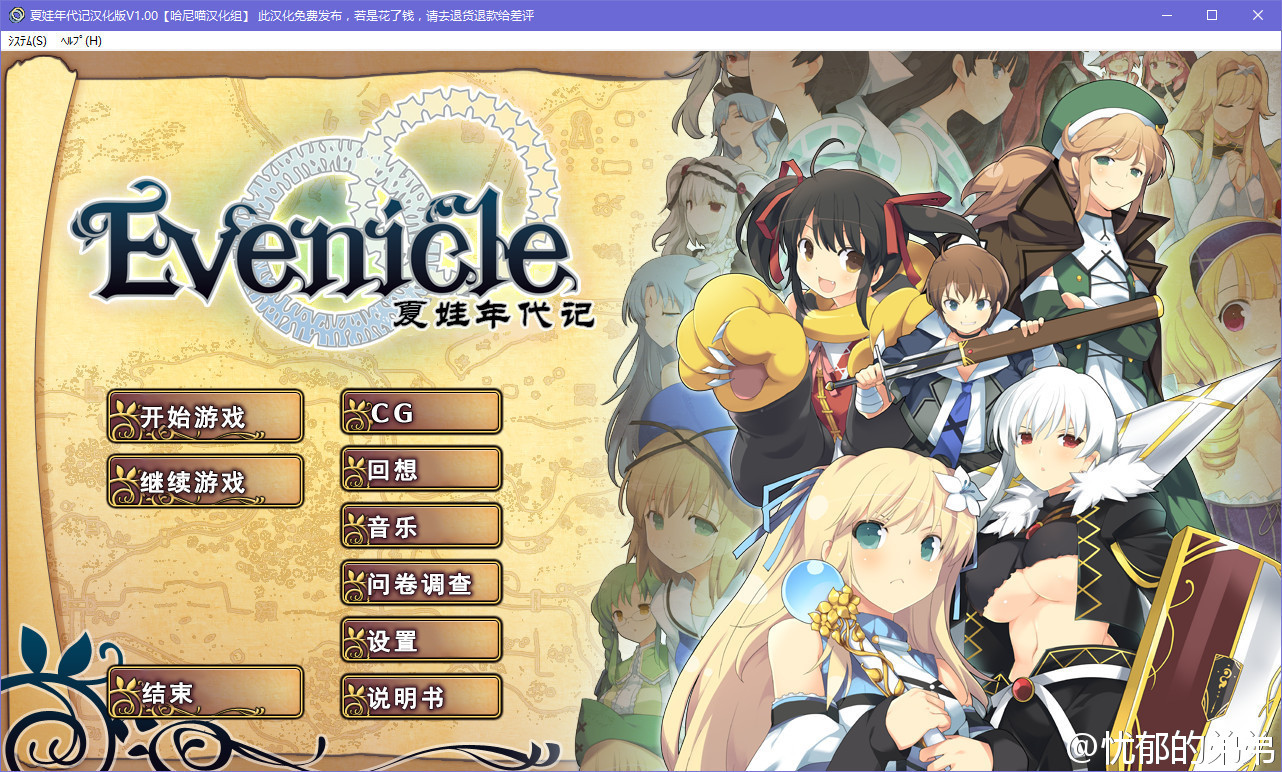 夏娃年代记汉化版V1.00【哈尼喵汉化组】 此汉化免费发布，若是花了钱，请去退货退款给差评
ｼｽﾃﾑ(S) ﾍﾙﾌﾟ(H)
Evenicle
夏娃年代记
开始游戏
继续游戏
结束
CG
回想
音乐
问卷调查
设置
说明书
@忧郁的弟弟